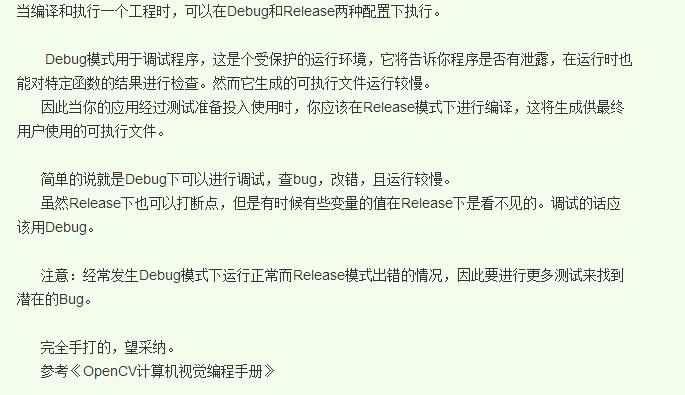 当编译和执行一个工程时，可以在Debug和Release两种配置下执行。
Debug模式用于调试程序，这是个受保护的运行环境，它将告诉你程序是否有泄露，在运行时也
能对特定函数的结果进行检查。然而它生成的可执行文件运行较慢。
因此当你的应用经过测试准备投入使用时，你应该在Release模式下进行编译，这将生成供最终
用户使用的可执行文件。
简单的说就是Debug下可以进行调试，查bug，改错，且运行较慢。
虽然Release下也可以打断点，但是有时候有些变量的值在Release下是看不见的。调试的话应
该用Debug。
注意：经常发生Debug模式下运行正常而Release模式出错的情况，因此要进行更多测试来找到
潜在的Bug。
完全手打的，望采纳。
参考《OpenCV计算机视觉编程手册》